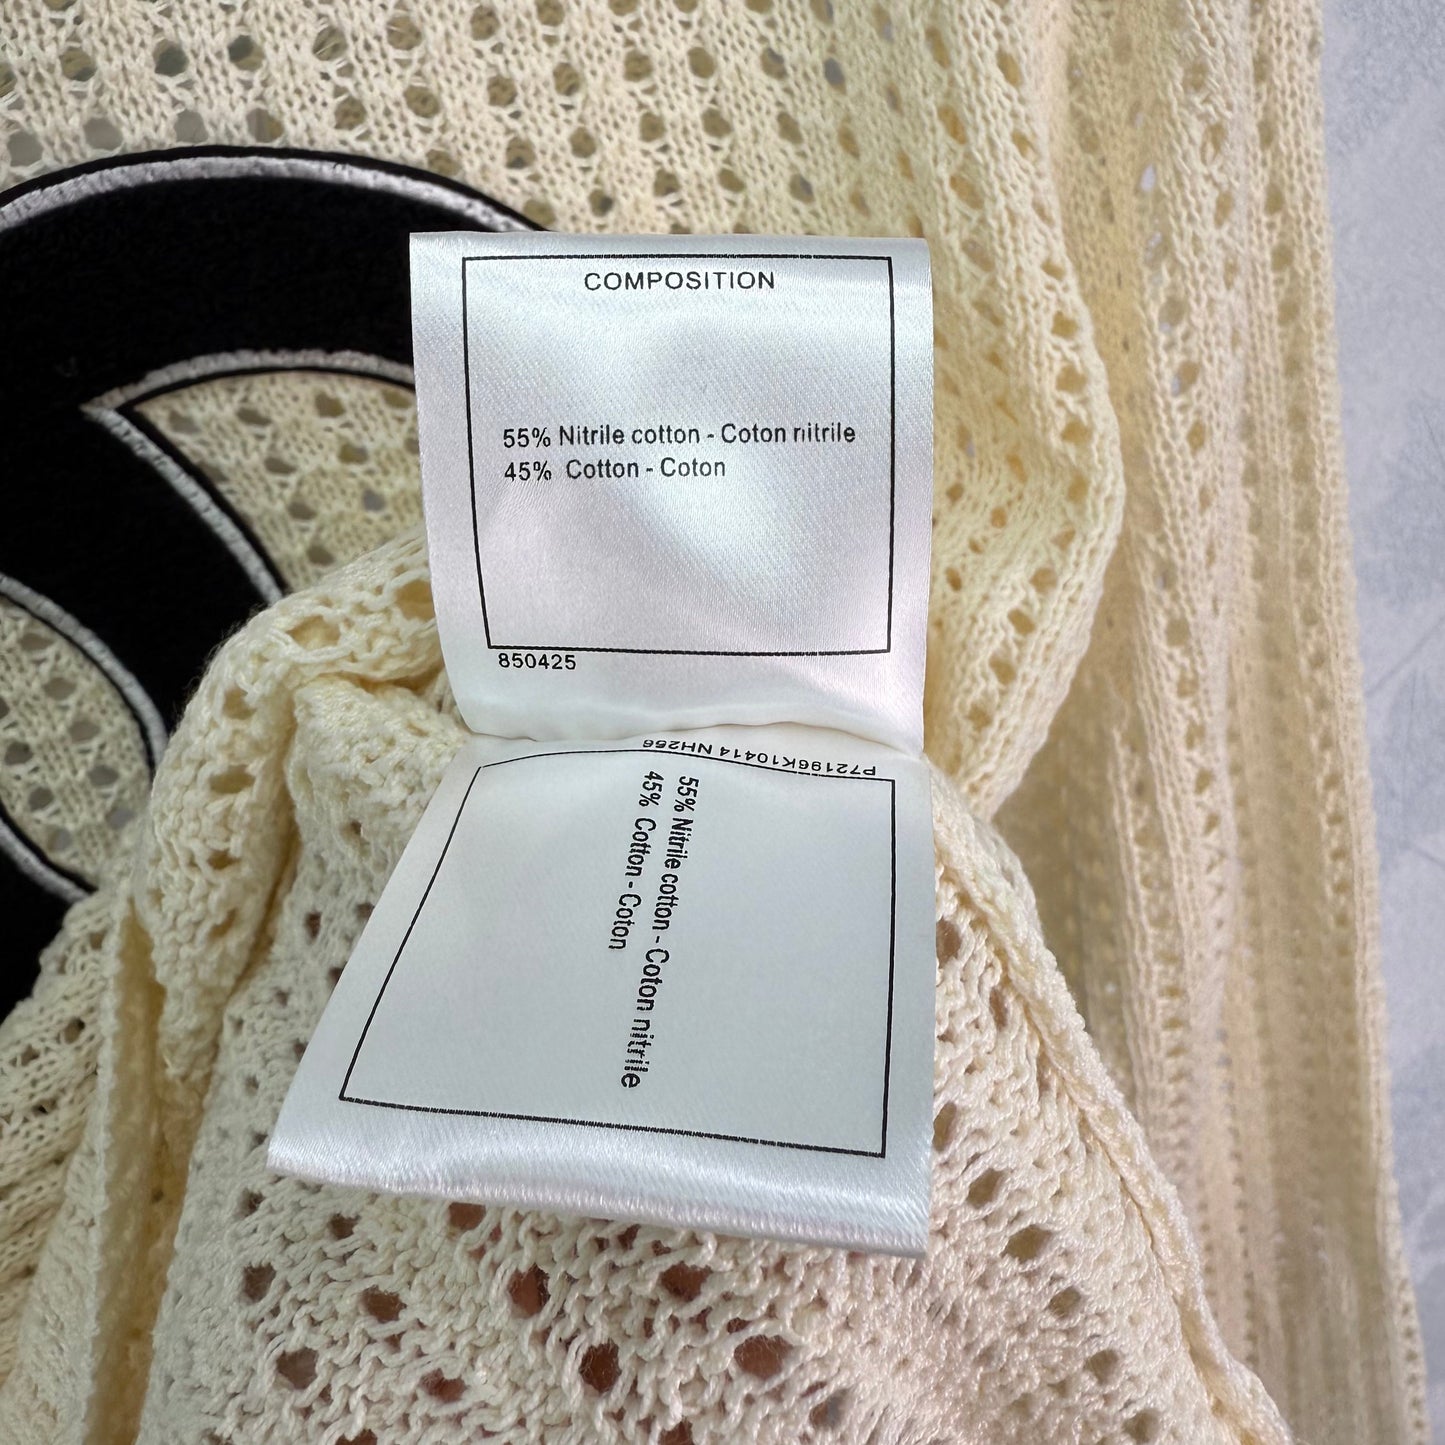 COMPOSITION
55% Nitrile cotton - Coton nitrile
45% Cotton - Coton
850425
P72196K10414 NH256
55% Nitrile cotton - Coton nitrile
45% Cotton - Coton